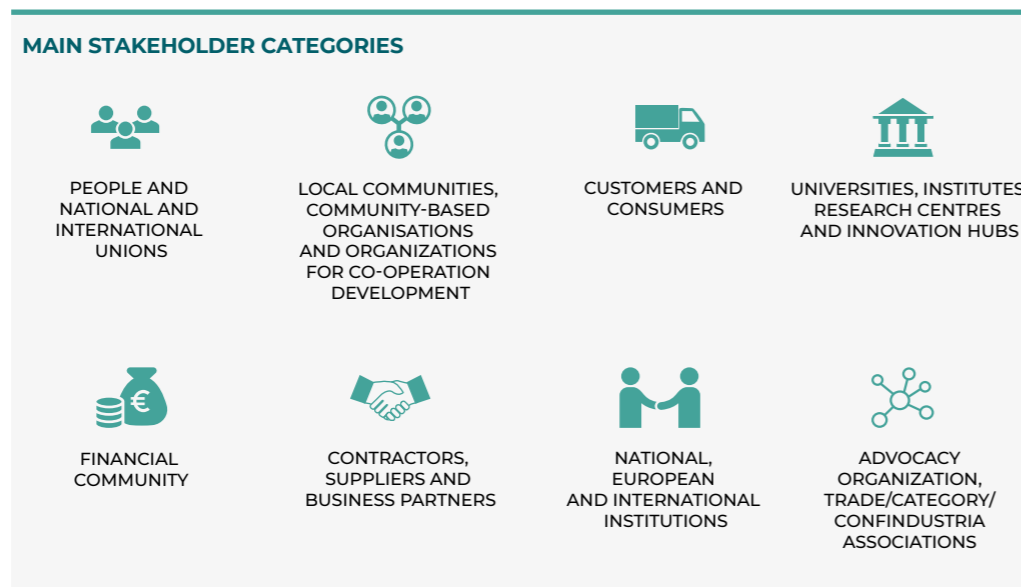 MAIN STAKEHOLDER CATEGORIES
PEOPLE AND
NATIONAL AND
INTERNATIONAL
UNIONS
LOCAL COMMUNITIES,
COMMUNITY-BASED
ORGANISATIONS
AND ORGANIZATIONS
FOR CO-OPERATION
DEVELOPMENT
CUSTOMERS AND
CONSUMERS
UNIVERSITIES, INSTITUTES
RESEARCH CENTRES
AND INNOVATION HUBS
€
FINANCIAL
COMMUNITY
CONTRACTORS,
SUPPLIERS AND
BUSINESS PARTNERS
NATIONAL,
EUROPEAN
AND INTERNATIONAL
INSTITUTIONS
ADVOCACY
ORGANIZATION,
TRADE/CATEGORY/
CONFINDUSTRIA
ASSOCIATIONS